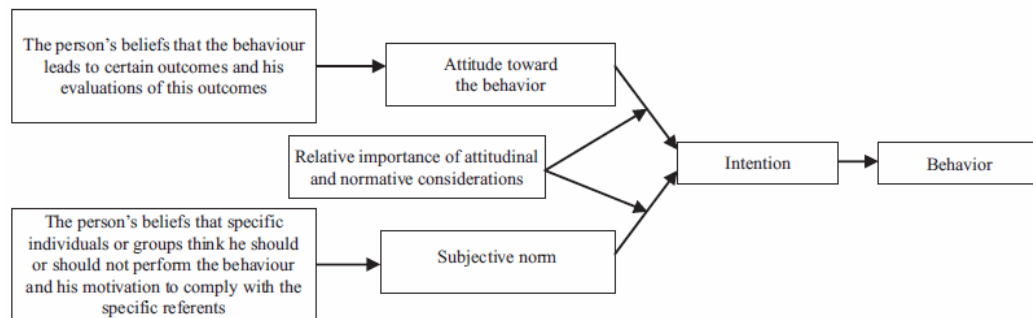 The person's beliefs that the behaviour
leads to certain outcomes and his
evaluations of this outcomes
Attitude toward
the behavior
Relative importance of attitudinal
and normative considerations
Intention
Behavior
The person's beliefs that specific
individuals or groups think he should
or should not perform the behaviour
and his motivation to comply with the
specific referents
Subjective norm